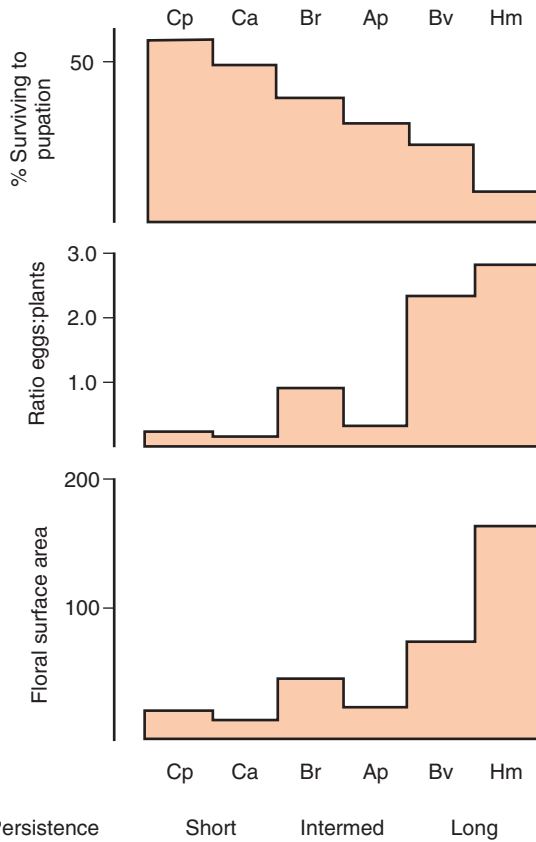 Cp Ca Br Ap Bv Hm
% Surviving to
pupation
50
Ratio eggs:plants
3.0
2.0
1.0
Floral surface area
200
100
Cp Ca Br Ap Bv Hm
Persistence Short Intermed Long